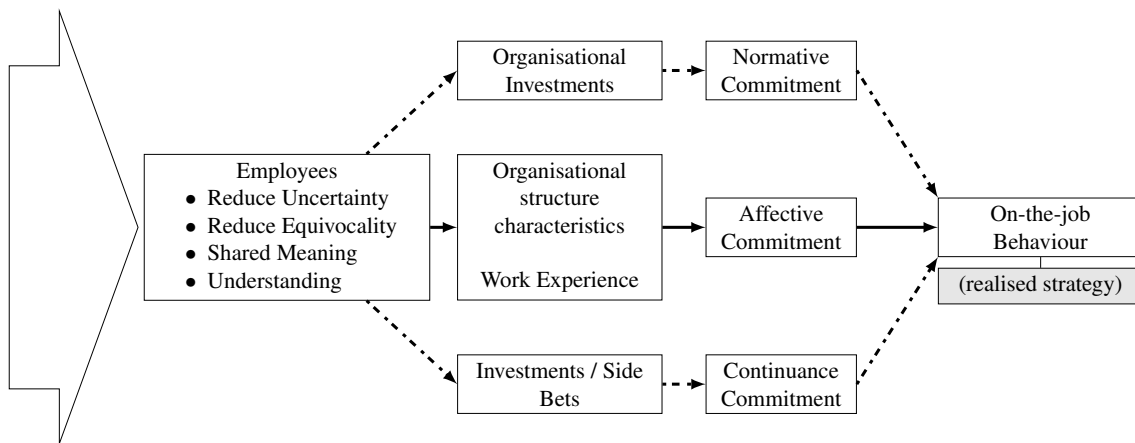 Organisational
Investments
Normative
Commitment
Employees
● Reduce Uncertainty
● Reduce Equivocality
● Shared Meaning
● Understanding
Organisational
structure
characteristics
Work Experience
Affective
Commitment
On-the-job
Behaviour
(realised strategy)
Investments / Side
Bets
Continuance
Commitment